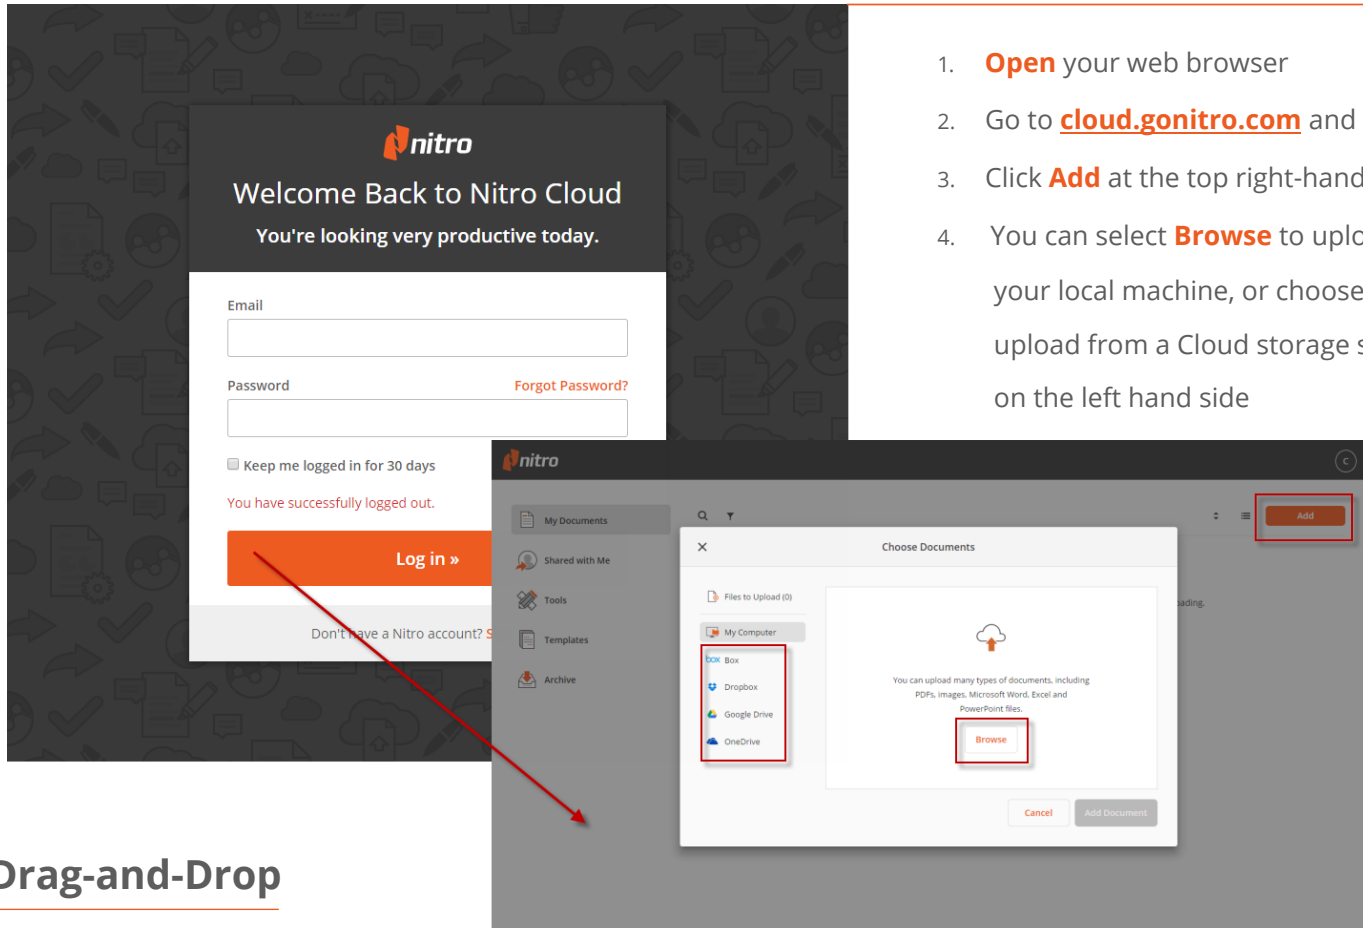 nitro
Welcome Back to Nitro Cloud
You're looking very productive today.
Email
Password Forgot Password?
Keep me logged in for 30 days
You have successfully logged out.
Log in »
Don't have a Nitro account?
1. Open your web browser
2. Go to cloud.gonitro.com and
3. Click Add at the top right-hand
4. You can select Browse to
your local machine, or choose
upload from a Cloud storage
on the left hand side
nitro
C
My Documents
Shared with Me
Tools
Templates
Archive
Add
Choose Documents
Files to Upload (0)
My Computer
box Box
Dropbox
Google Drive
OneDrive
You can upload many types of documents, including
PDFs, images, Microsoft Word, Excel and
PowerPoint files.
Browse
Cancel Add Document
Drag-and-Drop